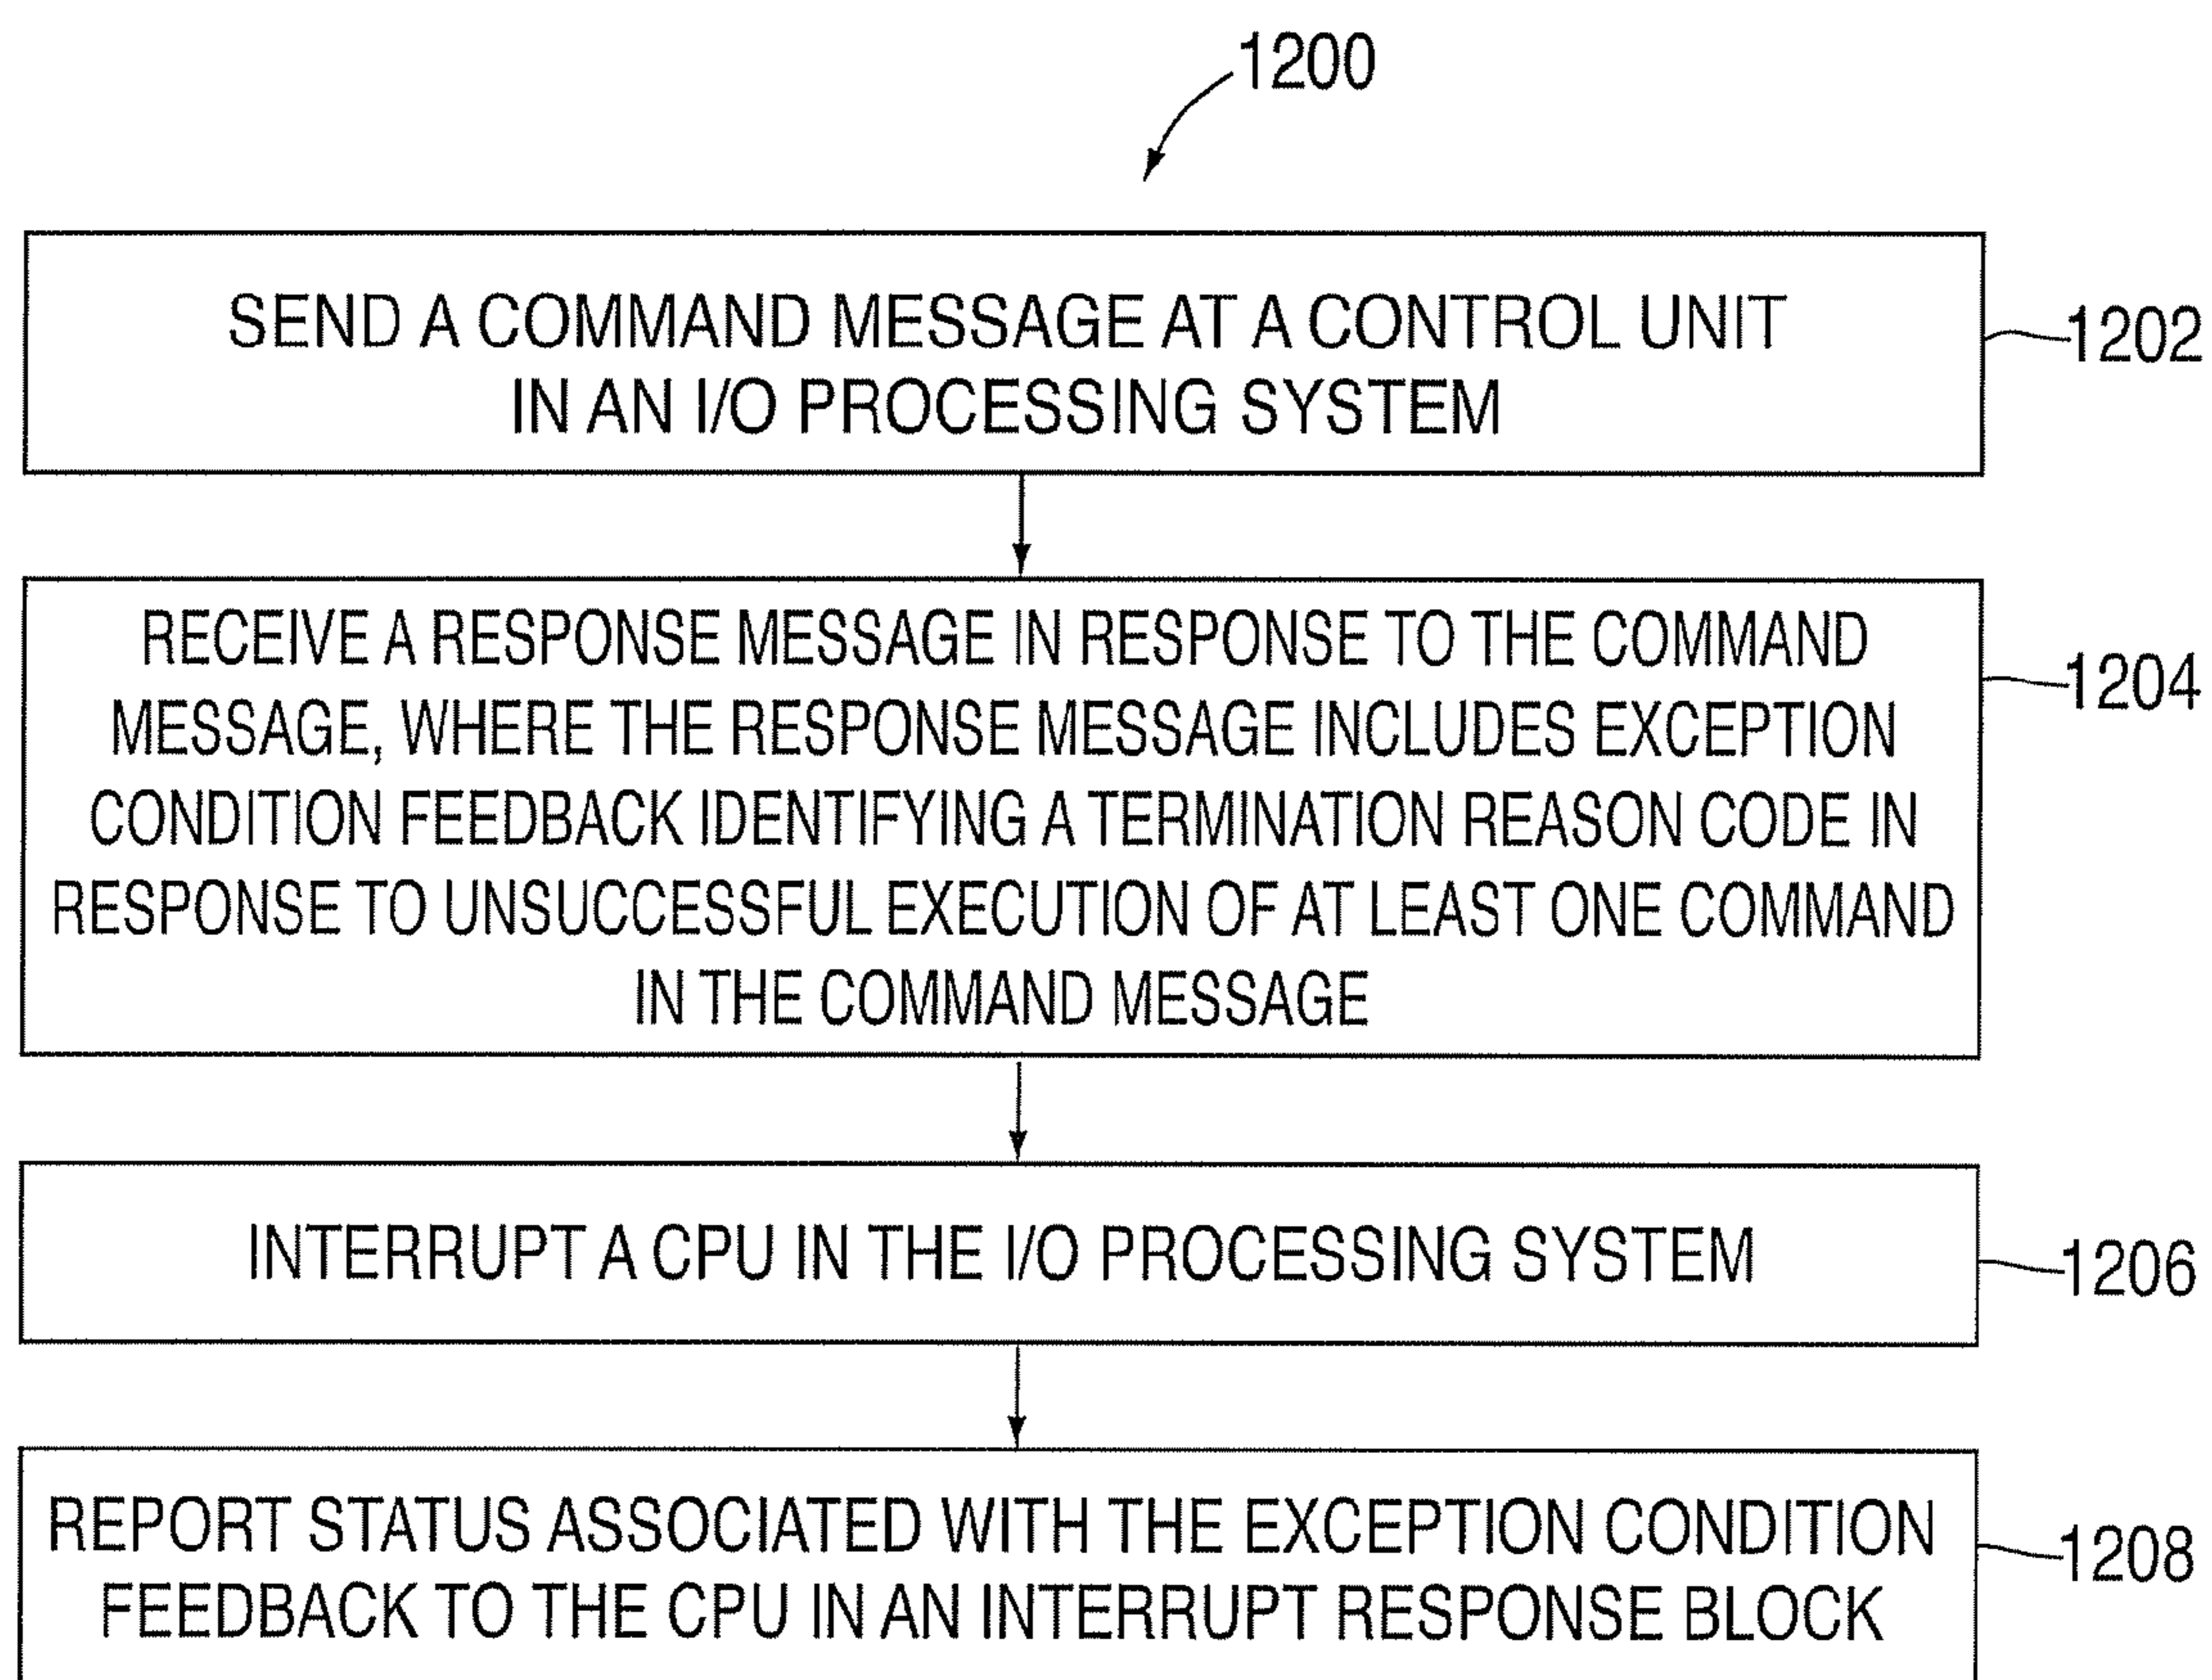 1200
SEND A COMMAND MESSAGE AT A CONTROL UNIT
IN AN I/O PROCESSING SYSTEM
1202
RECEIVE A RESPONSE MESSAGE IN RESPONSE TO THE COMMAND
MESSAGE, WHERE THE RESPONSE MESSAGE INCLUDES EXCEPTION
CONDITION FEEDBACK IDENTIFYING A TERMINATION REASON CODE IN
RESPONSE TO UNSUCCESSFUL EXECUTION OF AT LEAST ONE COMMAND
IN THE COMMAND MESSAGE
1204
INTERRUPT A CPU IN THE I/O PROCESSING SYSTEM
1206
REPORT STATUS ASSOCIATED WITH THE EXCEPTION CONDITION
FEEDBACK TO THE CPU IN AN INTERRUPT RESPONSE BLOCK
1208